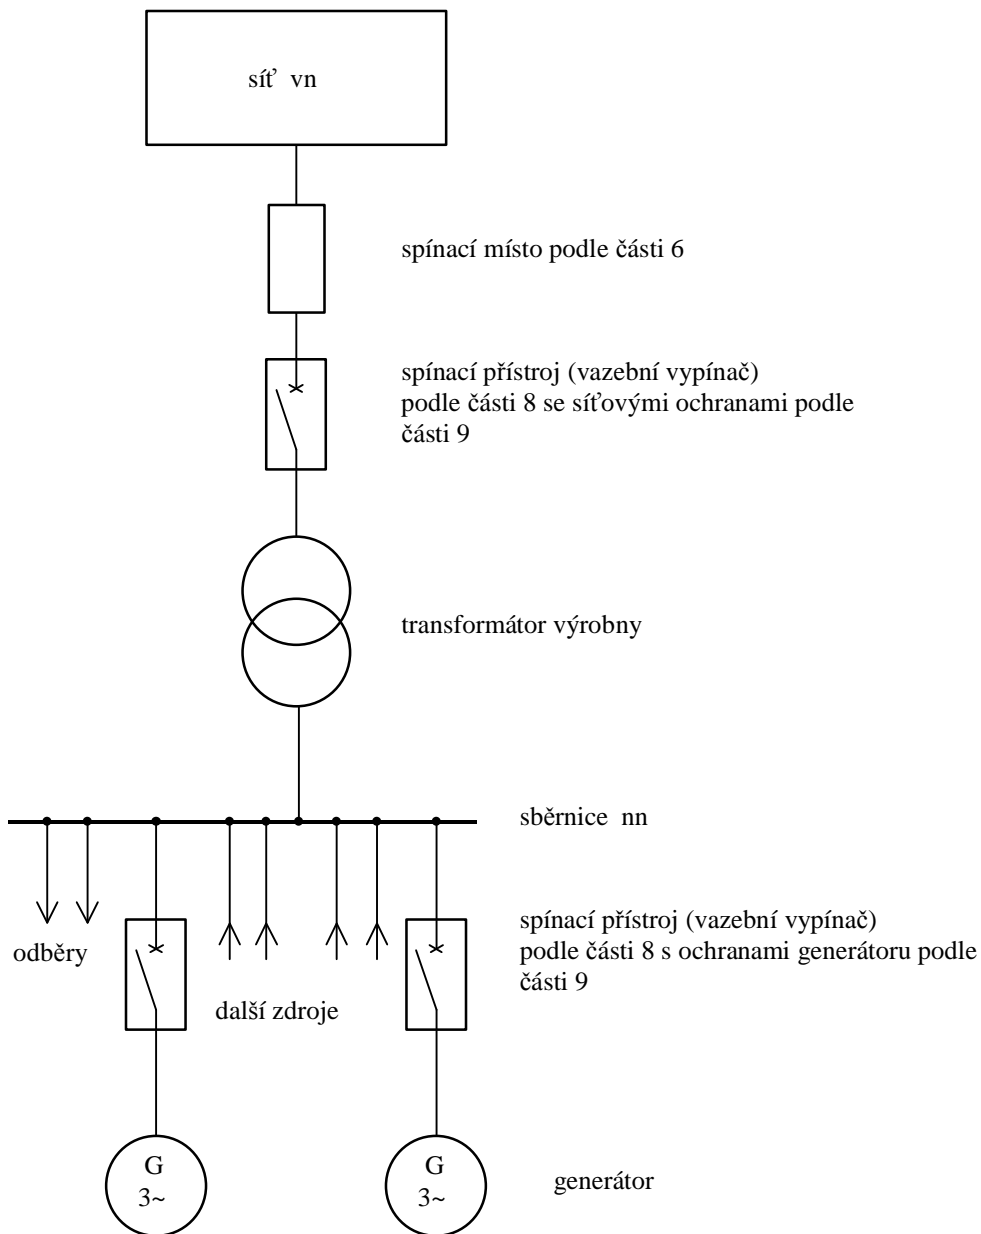 síť vn
spínací místo podle části 6
spínací přístroj (vazební vypínač)
podle části 8 se síťovými ochranami podle
části 9
transformátor výrobny
sběrnice nn
spínací přístroj (vazební vypínač)
podle části 8 s ochranami generátoru podle
části 9
odběry
další zdroje
G
3~
G
3~
generátor